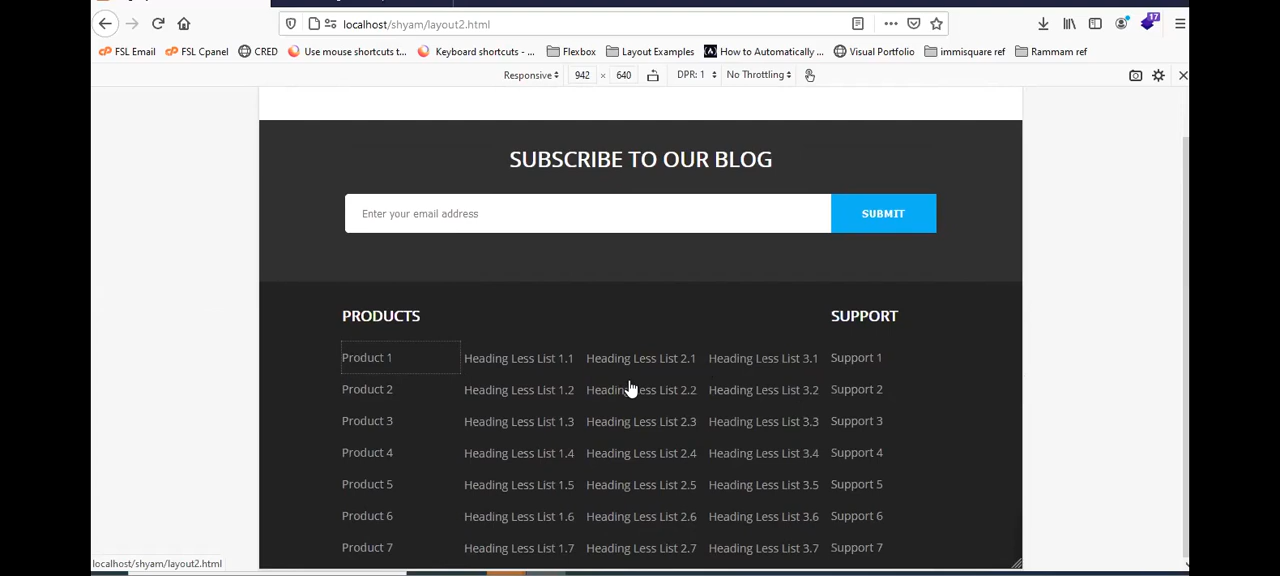 localhost/shyam/layout2.html
17
FSL Email
FSL Cpanel
CRED
Use mouse shortcuts t...
Keyboard shortcuts - ...
Flexbox
Layout Examples
How to Automatically ...
Visual Portfolio
immisquare ref
Rammam ref
Responsive
942 × 640
DPR: 1
No Throttling
SUBSCRIBE TO OUR BLOG
Enter your email address
SUBMIT
PRODUCTS
SUPPORT
Product 1 Heading Less List 1.1 Heading Less List 2.1 Heading Less List 3.1 Support 1
Product 2 Heading Less List 1.2 Heading Less List 2.2 Heading Less List 3.2 Support 2
Product 3 Heading Less List 1.3 Heading Less List 2.3 Heading Less List 3.3 Support 3
Product 4 Heading Less List 1.4 Heading Less List 2.4 Heading Less List 3.4 Support 4
Product 5 Heading Less List 1.5 Heading Less List 2.5 Heading Less List 3.5 Support 5
Product 6 Heading Less List 1.6 Heading Less List 2.6 Heading Less List 3.6 Support 6
Product 7 Heading Less List 1.7 Heading Less List 2.7 Heading Less List 3.7 Support 7
localhost/shyam/layout2.html